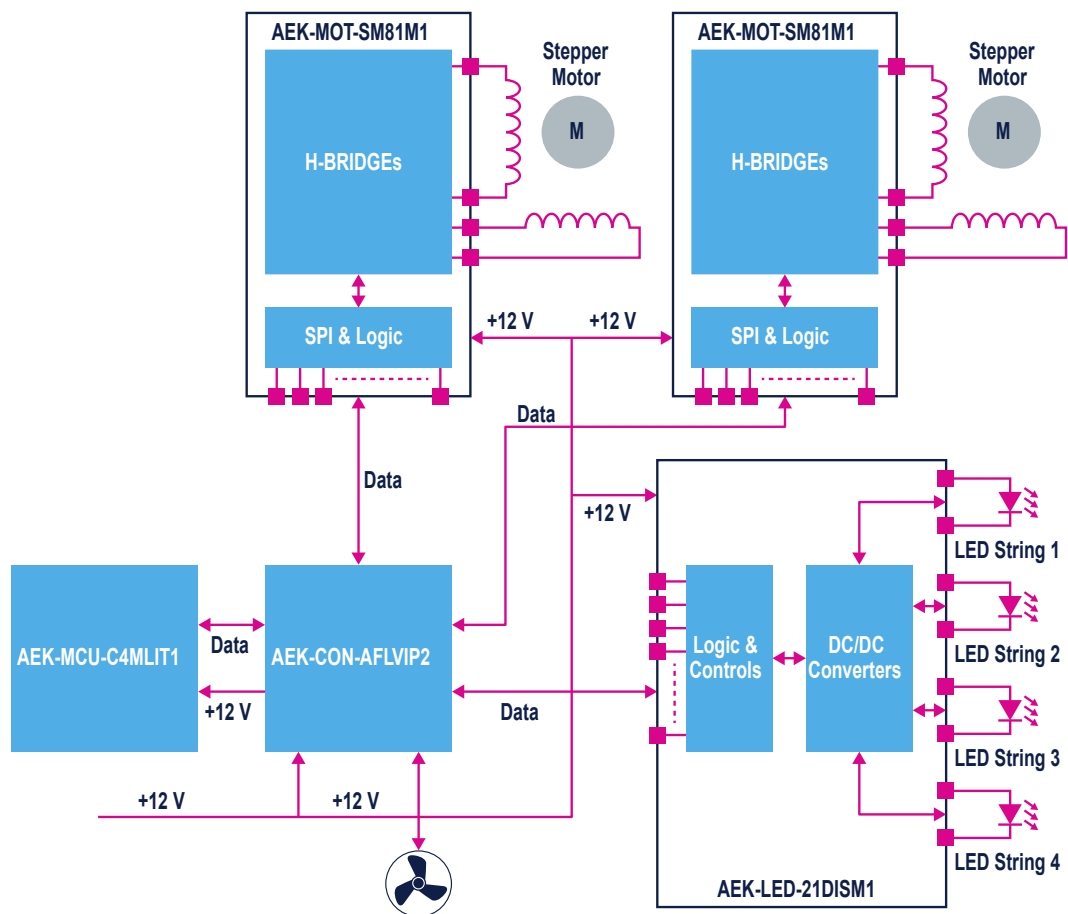 AEK-MOT-SM81M1
AEK-MOT-SM81M1
Stepper
Motor
M
H-BRIDGEs
Stepper
Motor
M
H-BRIDGEs
SPI & Logic
+12 V
+12 V
SPI & Logic
Data
Data
+12 V
LED String 1
AEK-MCU-C4MLIT1
Data
+12 V
AEK-CON-AFLVIP2
Data
Logic &
Controls
DC/DC
Converters
LED String 2
LED String 3
+12 V
+12 V
LED String 4
AEK-LED-21DISM1